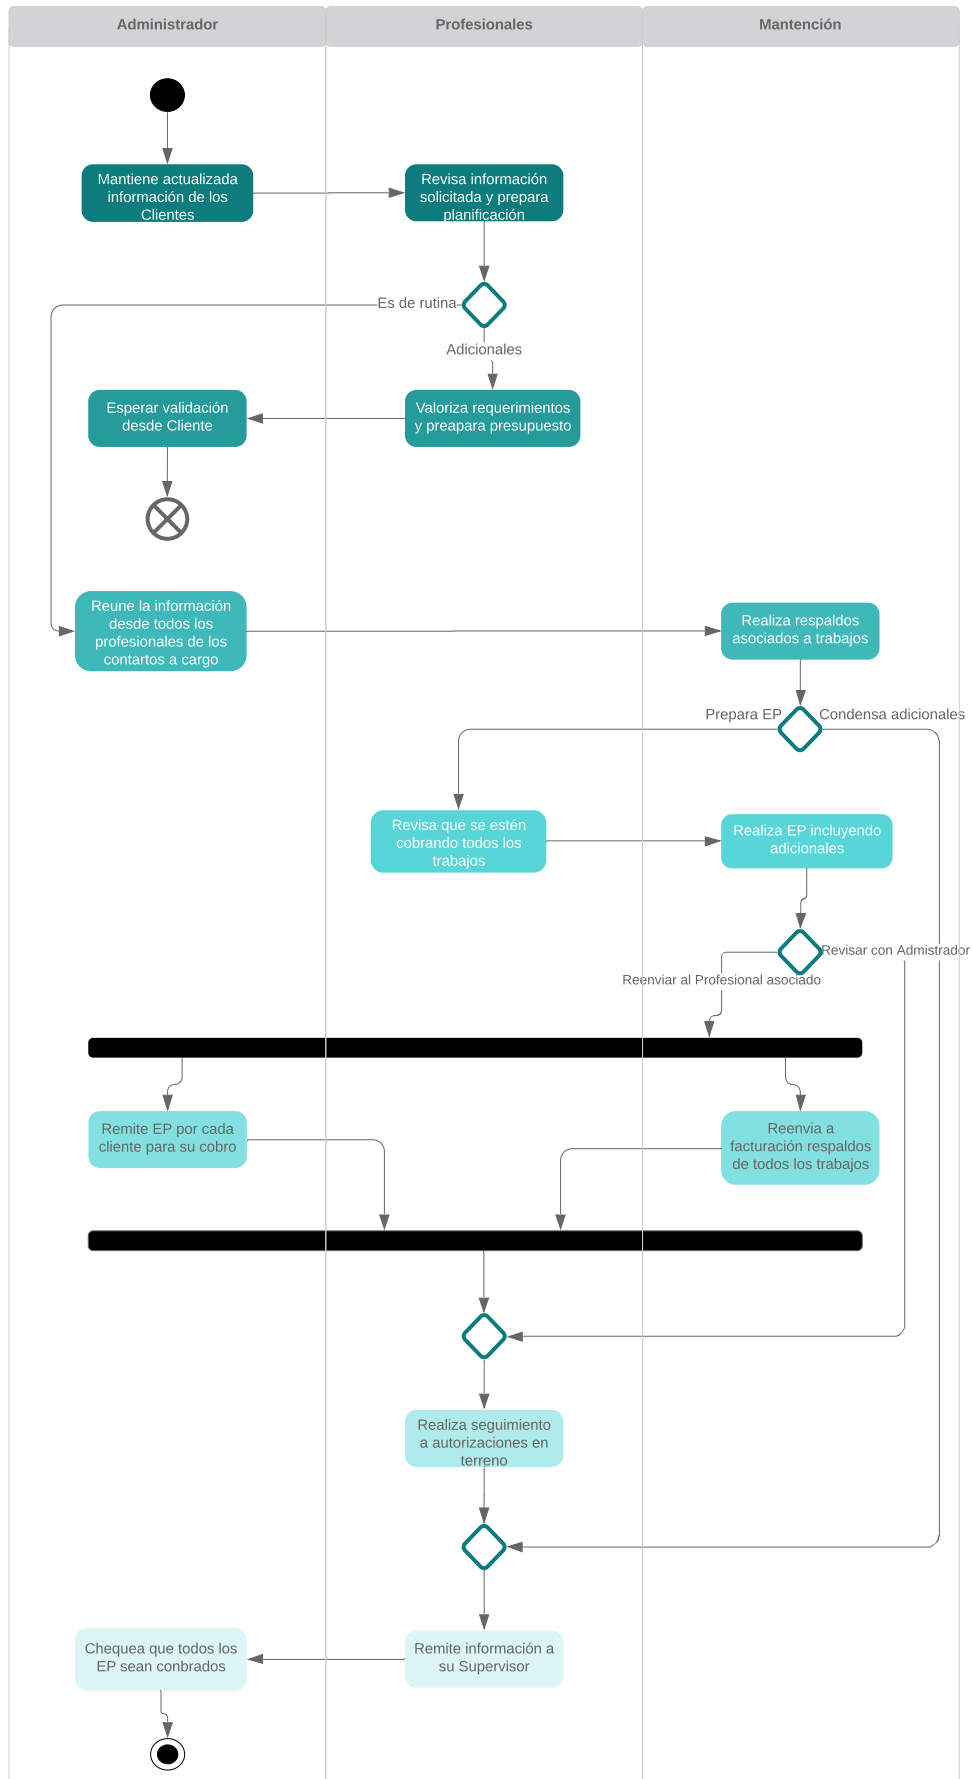 Administrador
Profesionales
Mantención
Mantiene actualizada
información de los
Clientes
Revisa información
solicitada y prepara
planificación
Es de rutina
Adicionales
Esperar validación
desde Cliente
Valoriza requerimientos
y preapara presupuesto
Reune la información
desde todos los
profesionales de los
contartos a cargo
Realiza respaldos
asociados a trabajos
Prepara EP
Condensa adicionales
Revisa que se estén
cobrando todos los
trabajos
Realiza EP incluyendo
adicionales
Revisar con Admistrador
Reenviar al Profesional asociado
Remite EP por cada
cliente para su cobro
Reenvia a
facturación respaldos
de todos los trabajos
Realiza seguimiento
a autorizaciones en
terreno
Chequea que todos los
EP sean conbrados
Remite información a
su Supervisor